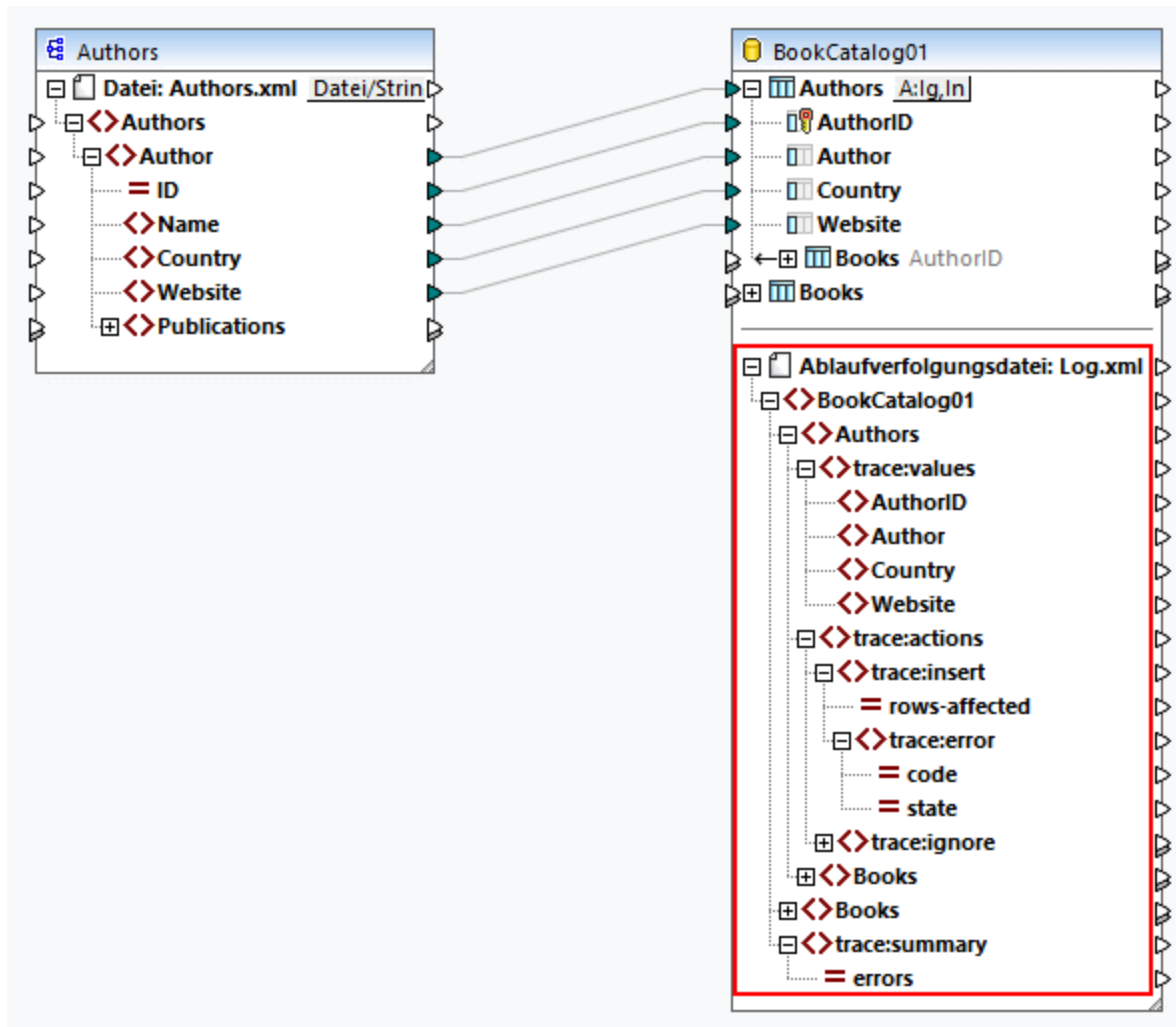 Authors
Datei: Authors.xml Datei/Strin
Authors
Author
ID
Name
Country
Website
Publications
BookCatalog01
Authors A:Ig,In
AuthorID
Author
Country
Website
Books AuthorID
Books
Ablaufverfolgungsdatei: Log.xml
BookCatalog01
Authors
trace:values
AuthorID
Author
Country
Website
trace:actions
trace:insert
rows-affected
trace:error
code
state
trace:ignore
Books
Books
trace:summary
errors